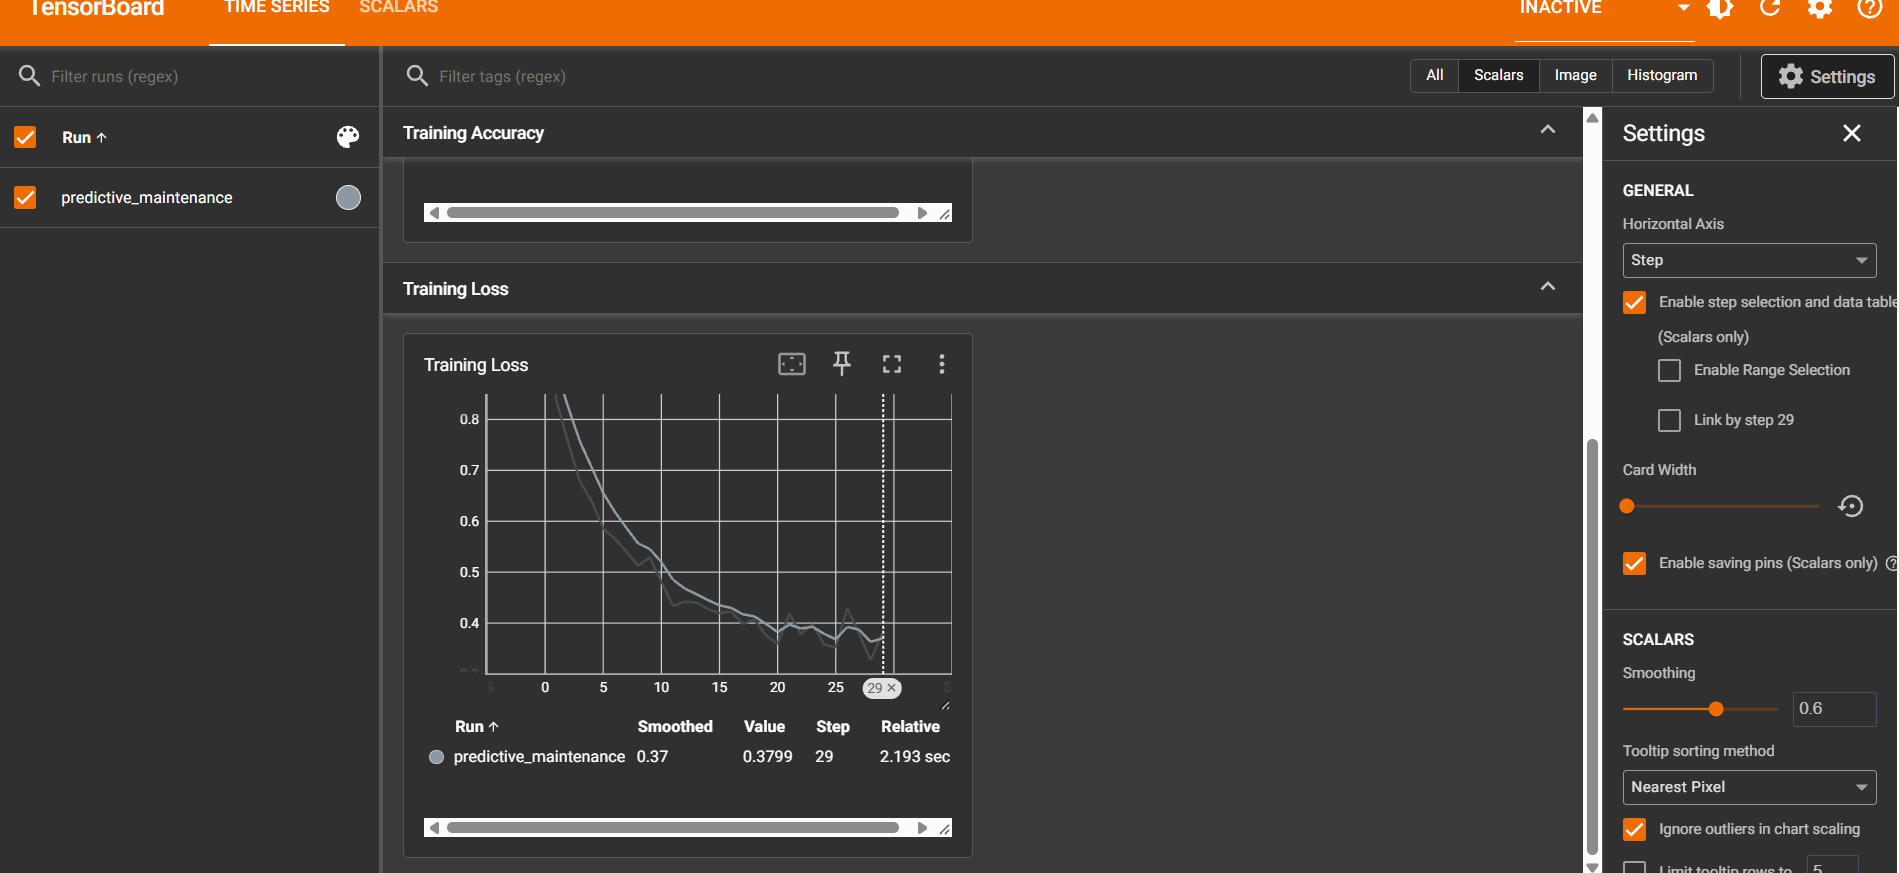 TensorBoard TIME SERIES SCALARS INACTIVE
Filter runs (regex)
Filter tags (regex)
All Scalars Image Histogram Settings
Run
predictive_maintenance
Training Accuracy
Training Loss
Training Loss
0.8
0.7
0.6
0.5
0.4
0 5 10 15 20 25 29
Run Smoothed Value Step Relative
predictive_maintenance 0.37 0.3799 29 2.193 sec
Settings
GENERAL
Horizontal Axis
Step
Enable step selection and data table
(Scalars only)
Enable Range Selection
Link by step 29
Card Width
Enable saving pins (Scalars only)
SCALARS
Smoothing
0.6
Tooltip sorting method
Nearest Pixel
Ignore outliers in chart scaling
Limit tooltip rows to 5